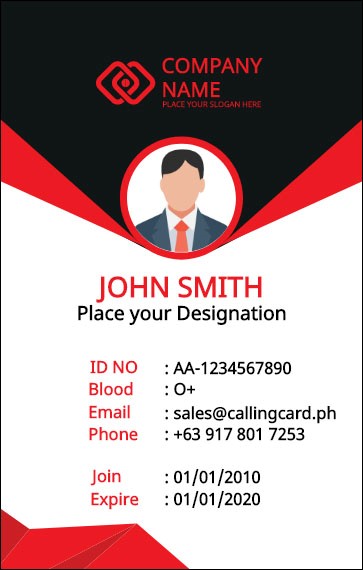 COMPANY
NAME
PLACE YOUR SLOGAN HERE
JOHN SMITH
Place your Designation
ID NO : AA-1234567890
Blood : O+
Email : sales@callingcard.ph
Phone : +63 917 801 7253
Join : 01/01/2010
Expire : 01/01/2020